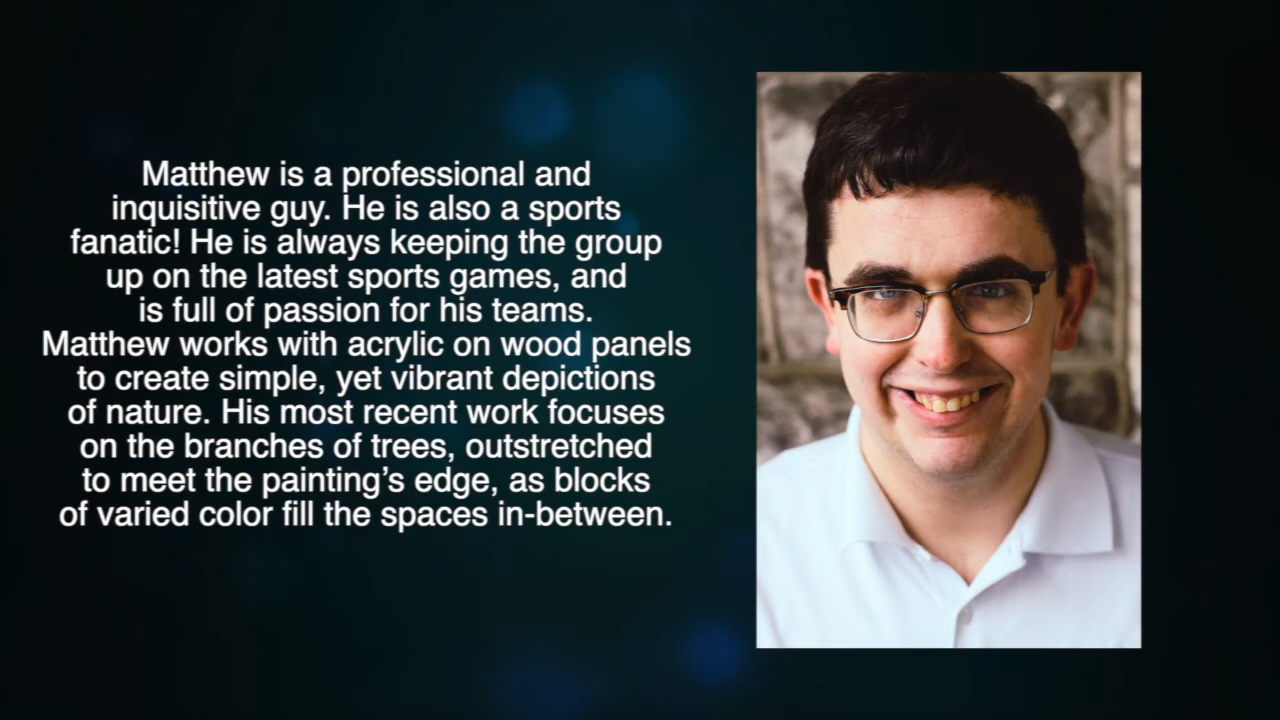 Matthew is a professional and
inquisitive guy. He is also a sports
fanatic! He is always keeping the group
up on the latest sports games, and
is full of passion for his teams.
Matthew works with acrylic on wood panels
to create simple, yet vibrant depictions
of nature. His most recent work focuses
on the branches of trees, outstretched
to meet the painting’s edge, as blocks
of varied color fill the spaces in-between.